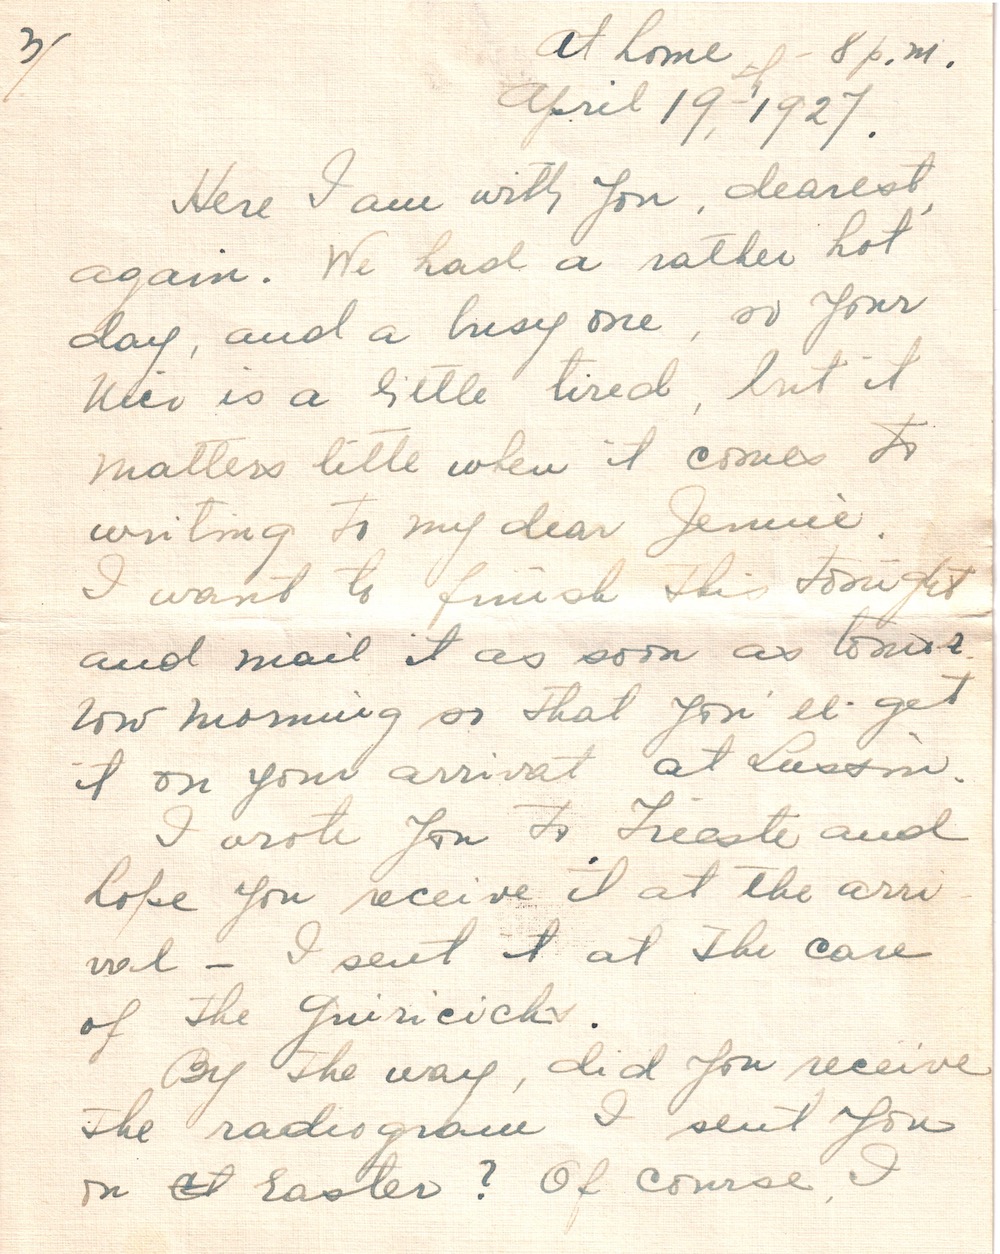 3/
At home - 8 p.m.
April 19, - 1927.
Here I am with You, dearest,
again. We had a rather hot
day, and a busy one, so Your
Nico is a little tired, but it
matters little when it comes to
writing to my dear Jennie.
I want to finish this tonight
and mail it as soon as tomor-
row morning so that You'll get
it on your arrival at Lussin.
I wrote You to Trieste and
hope You receive it at the arri
val – I sent it at the care
of the
By the way, did You receive
the radiogram I sent You
on at Easter? Of course, I